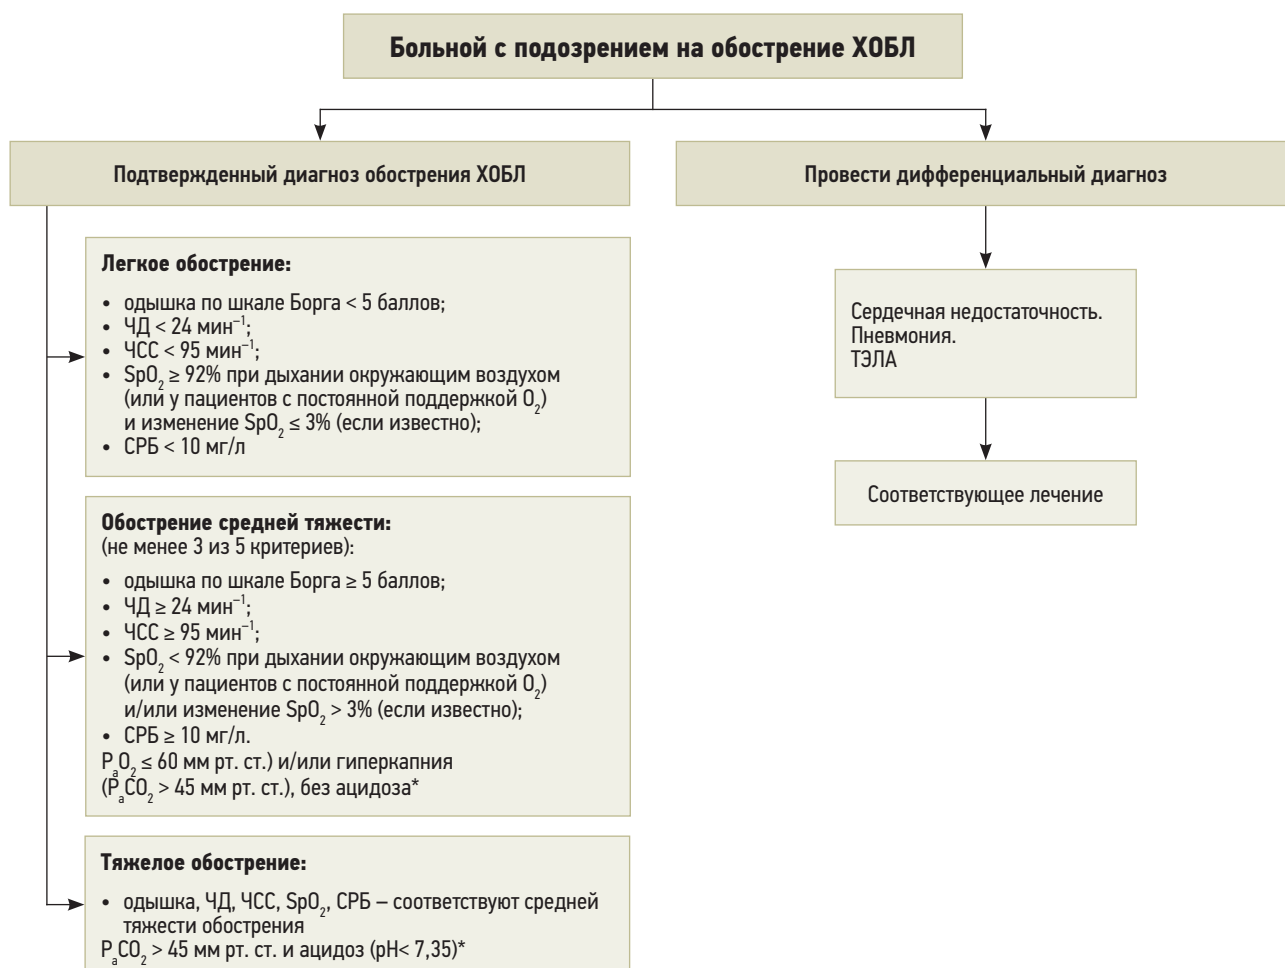 Больной с подозрением на обострение ХОБЛ
Подтвержденный диагноз обострения ХОБЛ
Провести дифференциальный диагноз
Легкое обострение:
• одышка по шкале Борга < 5 баллов;
• ЧД < 24 мин⁻¹;
• ЧСС < 95 мин⁻¹;
• SpO₂ ≥ 92% при дыхании окружающим воздухом
(или у пациентов с постоянной поддержкой O₂)
и изменение SpO₂ ≤ 3% (если известно);
• СРБ < 10 мг/л
Сердечная недостаточность.
Пневмония.
ТЭЛА
Соответствующее лечение
Обострение средней тяжести:
(не менее 3 из 5 критериев):
• одышка по шкале Борга ≥ 5 баллов;
• ЧД ≥ 24 мин⁻¹;
• ЧСС ≥ 95 мин⁻¹;
• SpO₂ < 92% при дыхании окружающим воздухом
(или у пациентов с постоянной поддержкой O₂)
и/или изменение SpO₂ > 3% (если известно);
• СРБ ≥ 10 мг/л.
PₐO₂ ≤ 60 мм рт. ст.) и/или гиперкапния
(PₐCO₂ > 45 мм рт. ст.), без ацидоза*
Тяжелое обострение:
• одышка, ЧД, ЧСС, SpO₂, СРБ – соответствуют средней
тяжести обострения
PₐCO₂ > 45 мм рт. ст. и ацидоз (pH< 7,35)*